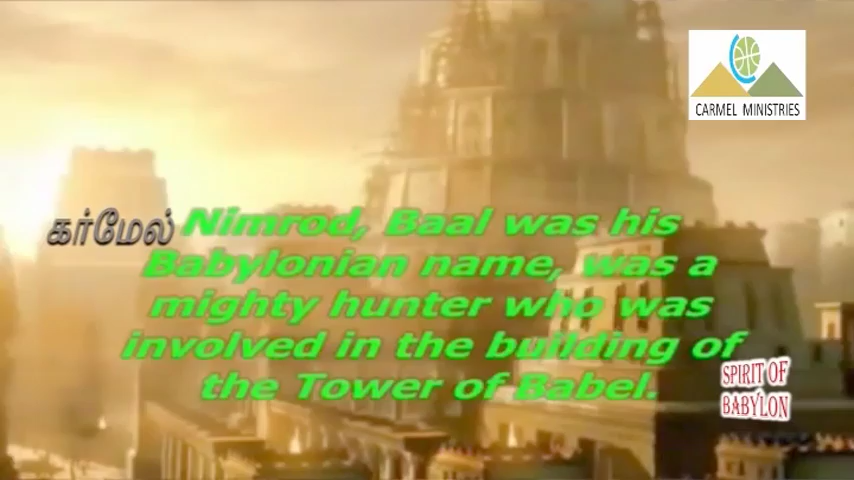 CARMEL MINISTRIES
கர்மேல்
Nimrod, Baal was his
Babylonian name, was a
mighty hunter who was
involved in the building of
the Tower of Babel.
SPIRIT OF
BABYLON